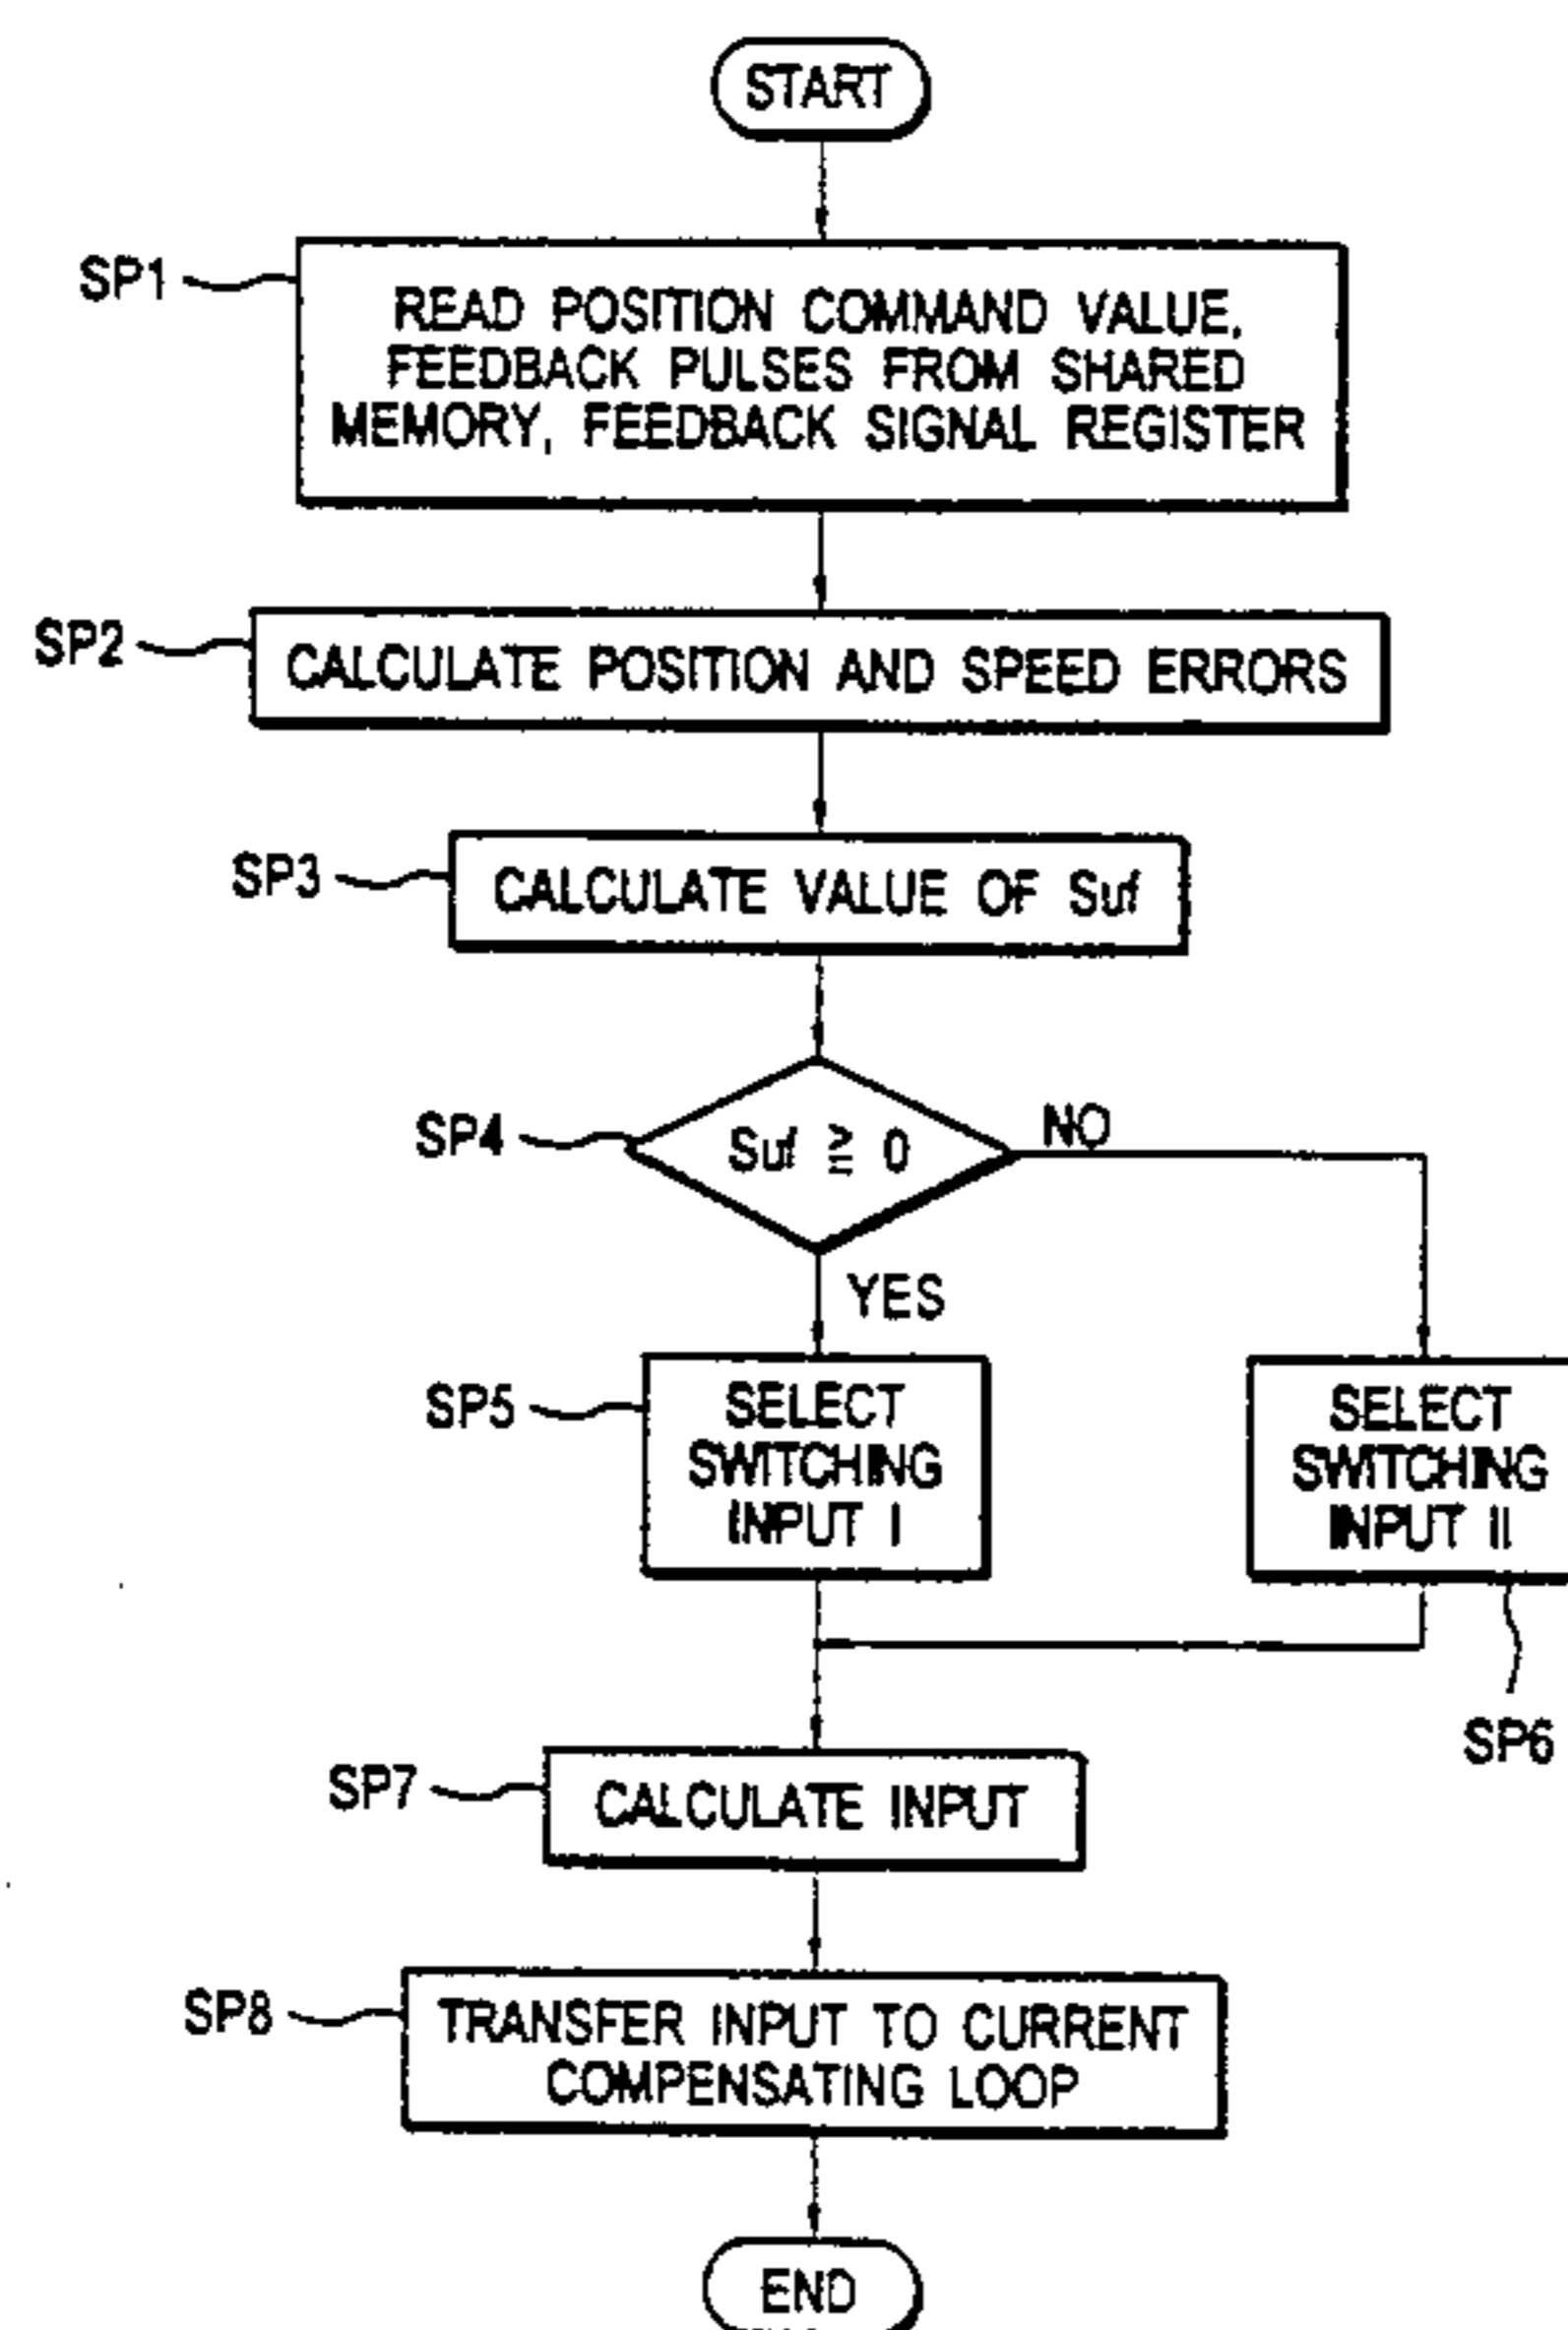 START
SP1
READ POSITION COMMAND VALUE,
FEEDBACK PULSES FROM SHARED
MEMORY, FEEDBACK SIGNAL REGISTER
SP2
CALCULATE POSITION AND SPEED ERRORS
SP3
CALCULATE VALUE OF Suf
SP4
Suf ≧ 0
NO
YES
SP5
SELECT
SWITCHING
INPUT I
SELECT
SWITCHING
INPUT II
SP6
SP7
CALCULATE INPUT
SP8
TRANSFER INPUT TO CURRENT
COMPENSATING LOOP
END